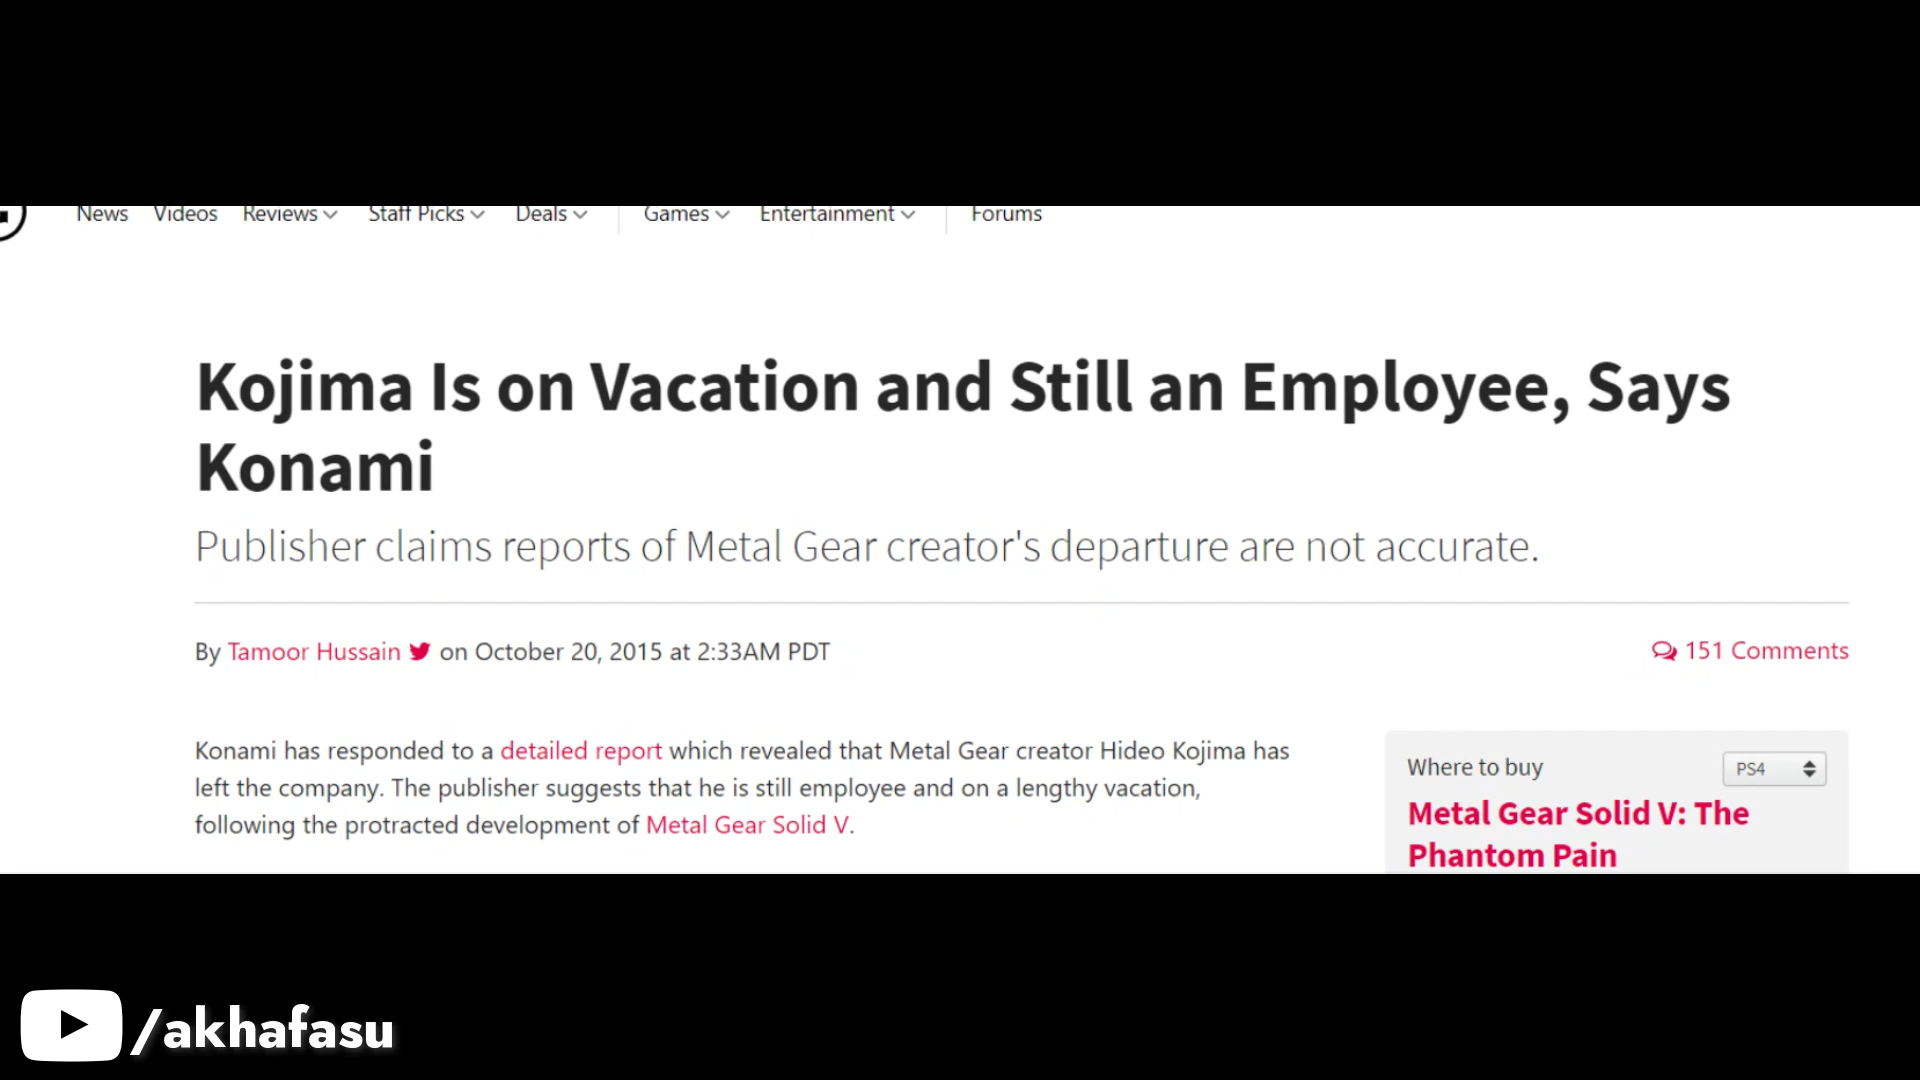 News Videos Reviews Staff Picks Deals Games Entertainment Forums
Kojima Is on Vacation and Still an Employee, Says
Konami
Publisher claims reports of Metal Gear creator's departure are not accurate.
By Tamoor Hussain on October 20, 2015 at 2:33AM PDT
151 Comments
Konami has responded to a detailed report which revealed that Metal Gear creator Hideo Kojima has
left the company. The publisher suggests that he is still employee and on a lengthy vacation,
following the protracted development of Metal Gear Solid V.
Where to buy
PS4
Metal Gear Solid V: The
Phantom Pain
/akhafasu